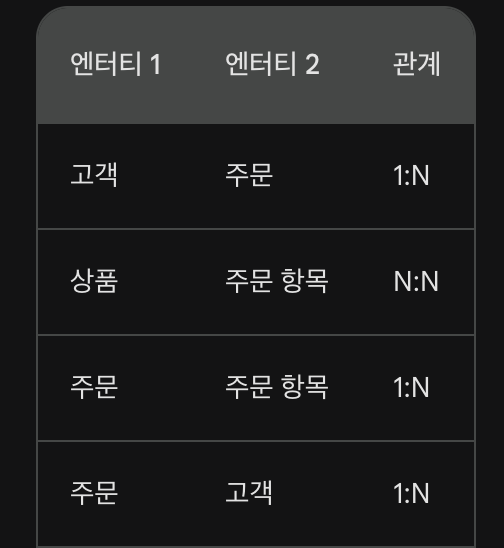 엔터티 1 엔터티 2 관계
고객 주문 1:N
상품 주문 항목 N:N
주문 주문 항목 1:N
주문 고객 1:N